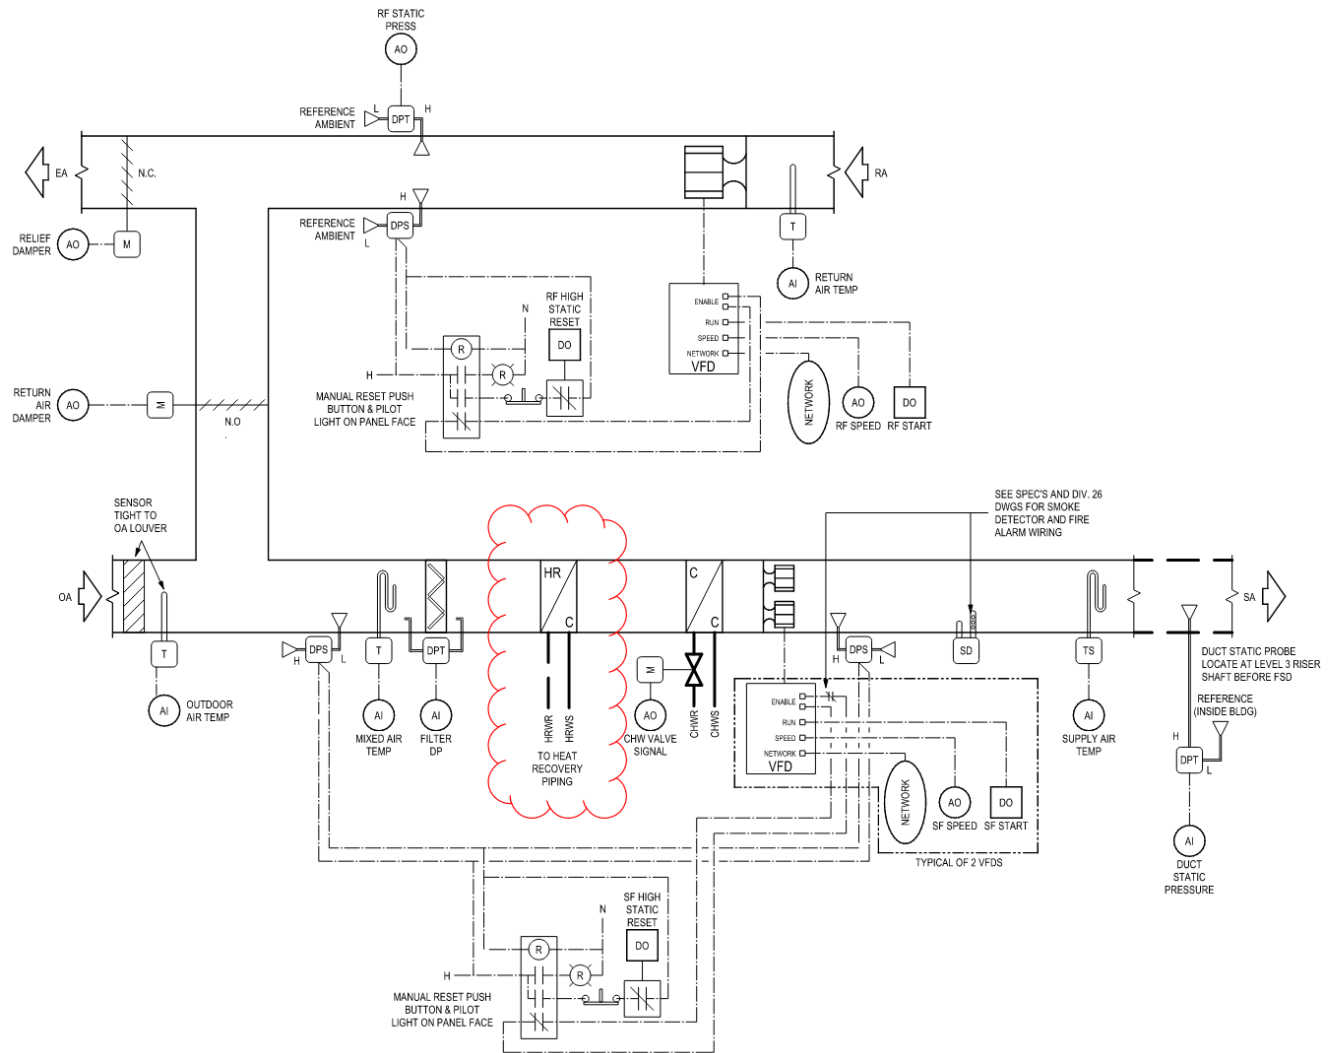 RF STATIC
PRESS
AO
REFERENCE
AMBIENT
L
H
DPT
EA
N.C.
RA
H
REFERENCE
AMBIENT
L
DPS
T
RELIEF
DAMPER
AO
M
AI
RETURN
AIR TEMP
RF HIGH
STATIC
RESET
N
DO
ENABLE
RUN
SPEED
NETWORK
VFD
R
H
R
MANUAL RESET PUSH
BUTTON & PILOT
LIGHT ON PANEL FACE
RETURN
AIR
DAMPER
AO
M
N.O
.
NETWORK
AO
RF SPEED
DO
RF START
SENSOR
TIGHT TO
OA LOUVER
SEE SPEC'S AND DIV. 26
DWGS FOR SMOKE
DETECTOR AND FIRE
ALARM WIRING
OA
HR
C
C
C
SA
T
H
DPS
L
T
DPT
M
H
DPS
L
SD
TS
DUCT STATIC PROBE
LOCATE AT LEVEL 3 RISER
SHAFT BEFORE FSD
REFERENCE
(INSIDE BLDG)
AI
OUTDOOR
AIR TEMP
AI
MIXED AIR
TEMP
AI
FILTER
DP
HRWR
HRWS
TO HEAT
RECOVERY
PIPING
AO
CHW VALVE
SIGNAL
CHWR
CHWS
ENABLE
RUN
SPEED
NETWORK
VFD
AI
SUPPLY AIR
TEMP
H
DPT
L
NETWORK
AO
SF SPEED
DO
SF START
TYPICAL OF 2 VFDS
AI
DUCT
STATIC
PRESSURE
SF HIGH
STATIC
RESET
N
DO
R
H
R
MANUAL RESET PUSH
BUTTON & PILOT
LIGHT ON PANEL FACE